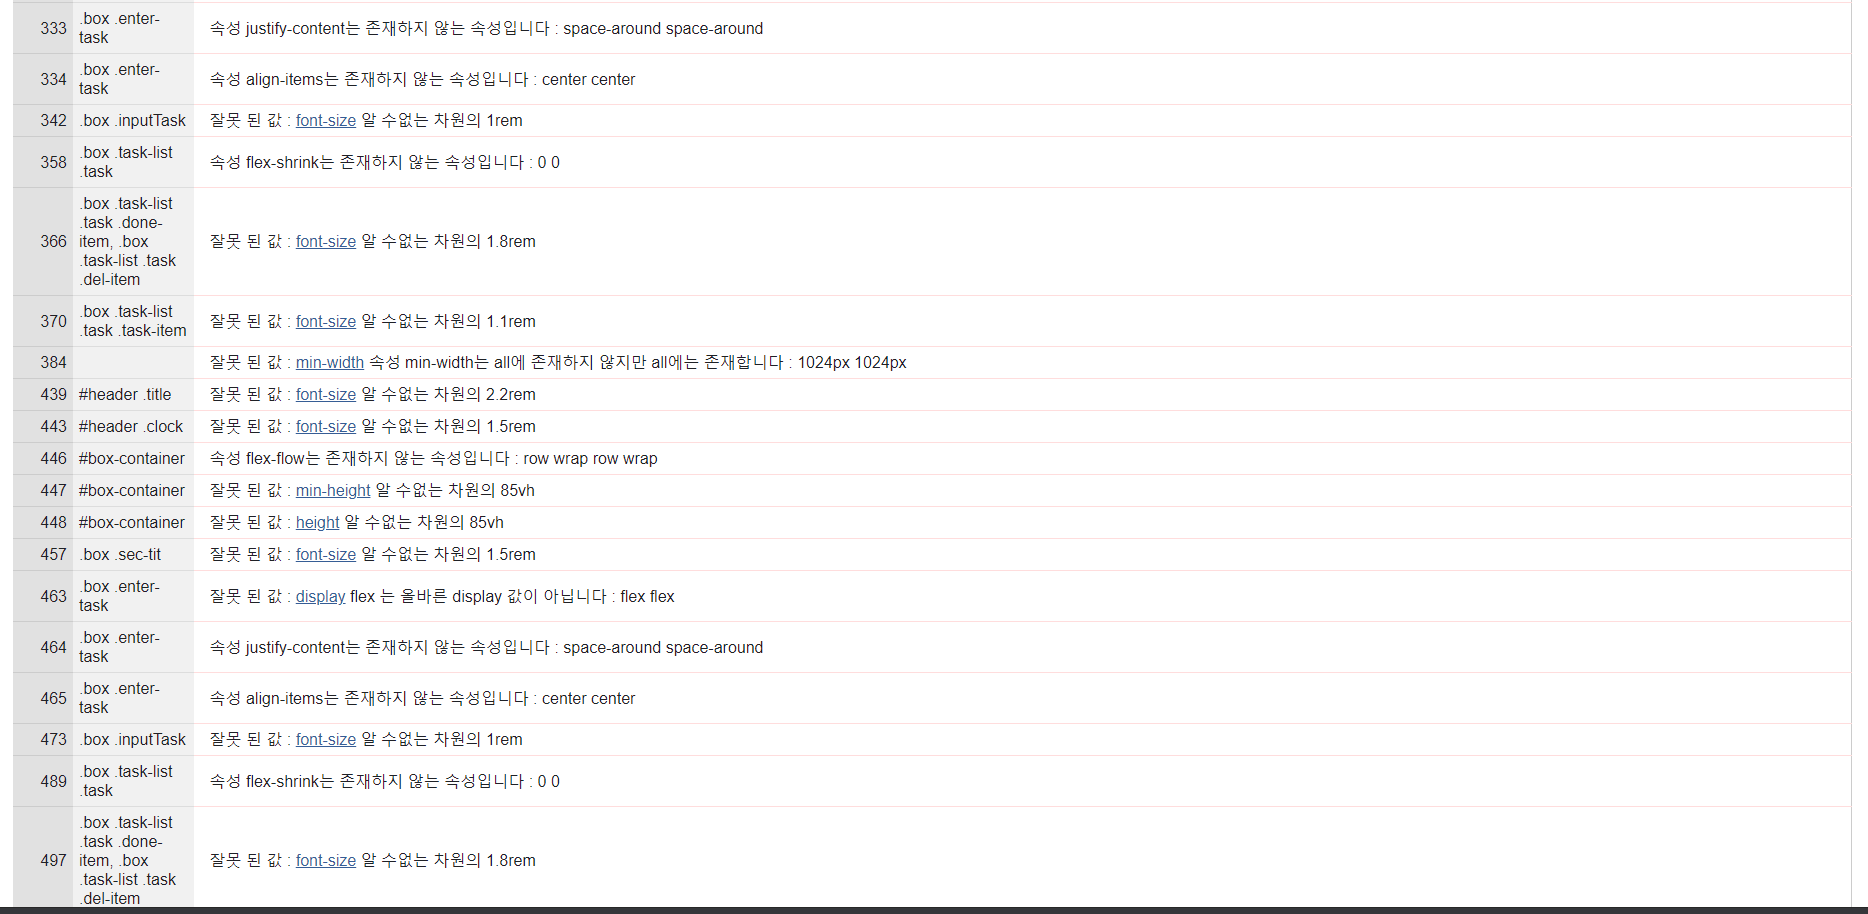 333 .box .enter-task 속성 justify-content는 존재하지 않는 속성입니다 : space-around space-around
334 .box .enter-task 속성 align-items는 존재하지 않는 속성입니다 : center center
342 .box .inputTask 잘못 된 값 : font-size 알 수없는 차원의 1rem
358 .box .task-list .task 속성 flex-shrink는 존재하지 않는 속성입니다 : 0 0
366 .box .task-list .task .done-item, .box .task-list .task .del-item 잘못 된 값 : font-size 알 수없는 차원의 1.8rem
370 .box .task-list .task .task-item 잘못 된 값 : font-size 알 수없는 차원의 1.1rem
384 잘못 된 값 : min-width 속성 min-width는 all에 존재하지 않지만 all에는 존재합니다 : 1024px 1024px
439 #header .title 잘못 된 값 : font-size 알 수없는 차원의 2.2rem
443 #header .clock 잘못 된 값 : font-size 알 수없는 차원의 1.5rem
446 #box-container 속성 flex-flow는 존재하지 않는 속성입니다 : row wrap row wrap
447 #box-container 잘못 된 값 : min-height 알 수없는 차원의 85vh
448 #box-container 잘못 된 값 : height 알 수없는 차원의 85vh
457 .box .sec-tit 잘못 된 값 : font-size 알 수없는 차원의 1.5rem
463 .box .enter-task 잘못 된 값 : display flex 는 올바른 display 값이 아닙니다 : flex flex
464 .box .enter-task 속성 justify-content는 존재하지 않는 속성입니다 : space-around space-around
465 .box .enter-task 속성 align-items는 존재하지 않는 속성입니다 : center center
473 .box .inputTask 잘못 된 값 : font-size 알 수없는 차원의 1rem
489 .box .task-list .task 속성 flex-shrink는 존재하지 않는 속성입니다 : 0 0
497 .box .task-list .task .done-item, .box .task-list .task .del-item 잘못 된 값 : font-size 알 수없는 차원의 1.8rem